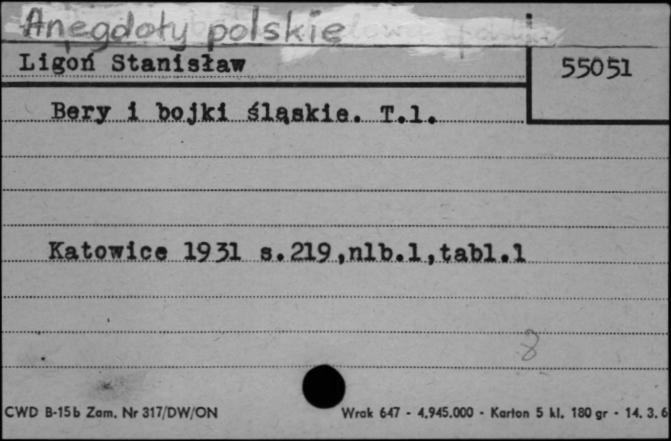 Anegdoty polskie
Ligoń Stanisław
55051
Bery i bojki śląskie. T.1.
Katowice 1931 s.219,nlb.1,tabl.1
8
CWD B-15b Zam. Nr 317/DW/ON
Wrak 647 - 4.945.000 - Karton 5 kl. 180 gr - 14. 3. 6